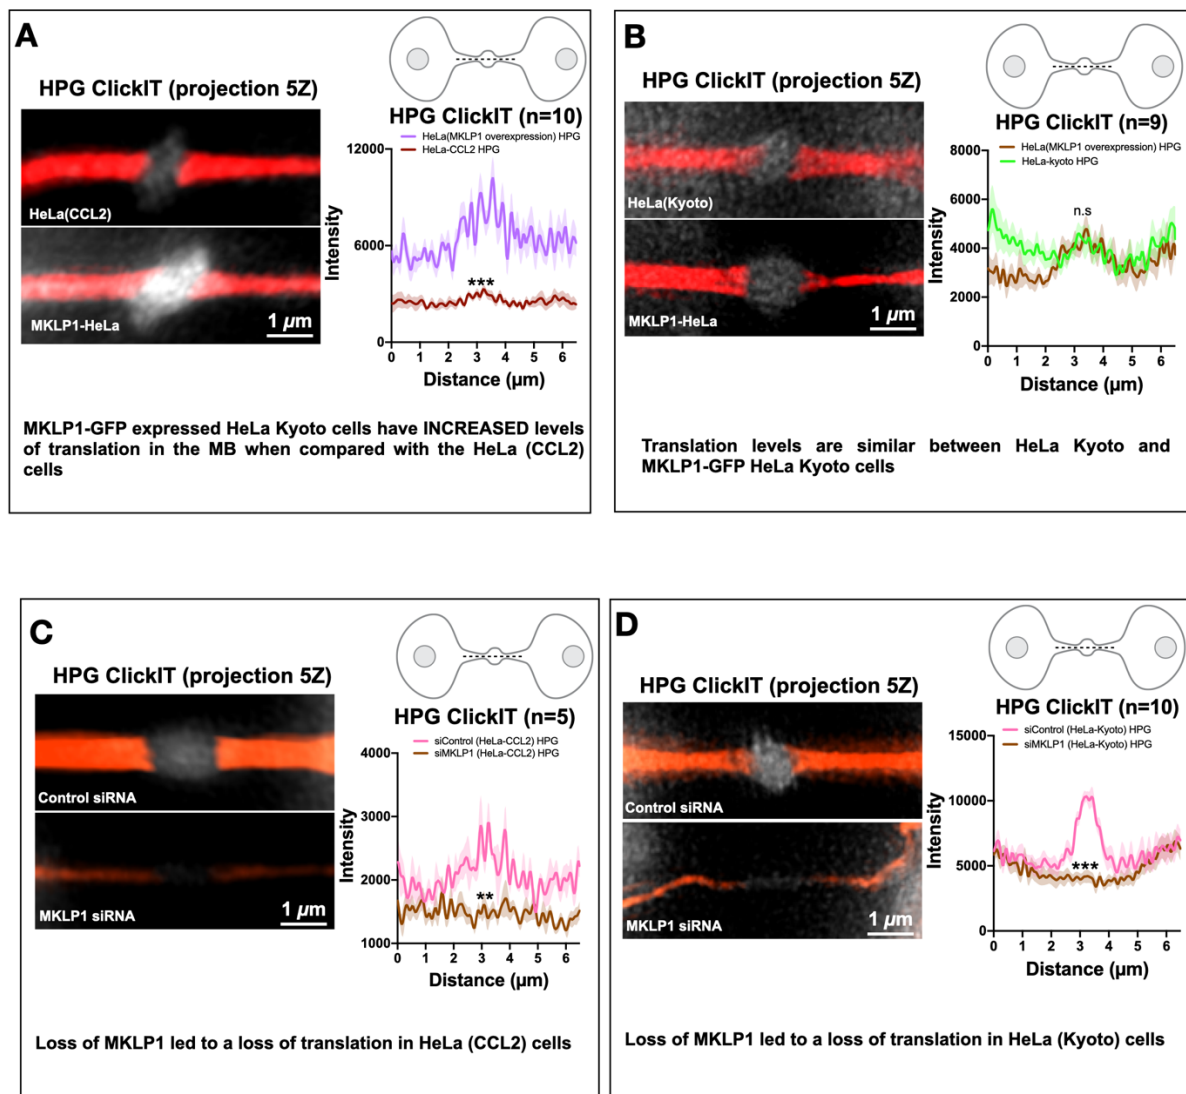 A
HPG ClickIT (projection 5Z)
HeLa(CCL2)
MKLP1-HeLa
1 µm
HPG ClickIT (n=10)
HeLa(MKLP1 overexpression) HPG
HeLa-CCL2 HPG
12000
6000
0
Intensity
***
0 1 2 3 4 5 6
Distance (µm)
MKLP1-GFP expressed HeLa Kyoto cells have INCREASED levels
of translation in the MB when compared with the HeLa (CCL2)
cells
B
HPG ClickIT (projection 5Z)
HeLa(Kyoto)
MKLP1-HeLa
1 µm
HPG ClickIT (n=9)
HeLa(MKLP1 overexpression) HPG
HeLa-kyoto HPG
8000
6000
4000
2000
0
Intensity
n.s
0 1 2 3 4 5 6
Distance (µm)
Translation levels are similar between HeLa Kyoto and
MKLP1-GFP HeLa Kyoto cells
C
HPG ClickIT (projection 5Z)
Control siRNA
MKLP1 siRNA
1 µm
HPG ClickIT (n=5)
siControl (HeLa-CCL2) HPG
siMKLP1 (HeLa-CCL2) HPG
4000
3000
2000
1000
Intensity
**
0 1 2 3 4 5 6
Distance (µm)
Loss of MKLP1 led to a loss of translation in HeLa (CCL2) cells
D
HPG ClickIT (projection 5Z)
Control siRNA
MKLP1 siRNA
1 µm
HPG ClickIT (n=10)
siControl (HeLa-Kyoto) HPG
siMKLP1 (HeLa-Kyoto) HPG
15000
10000
5000
0
Intensity
***
0 1 2 3 4 5 6
Distance (µm)
Loss of MKLP1 led to a loss of translation in HeLa (Kyoto) cells